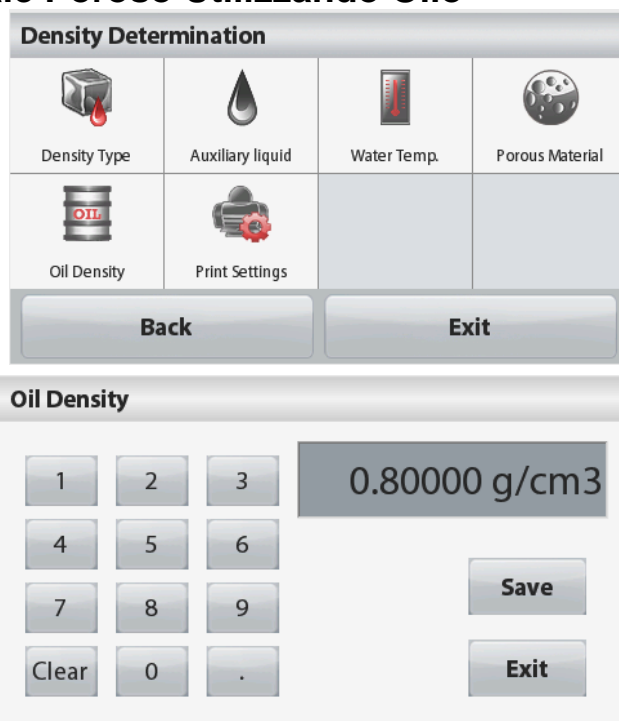 Density Determination
Density Type
Auxiliary liquid
Water Temp.
Porous Material
OIL
Oil Density
Print Settings
Back
Exit
Oil Density
1 2 3
0.80000 g/cm3
4 5 6
Save
7 8 9
Clear 0 .
Exit